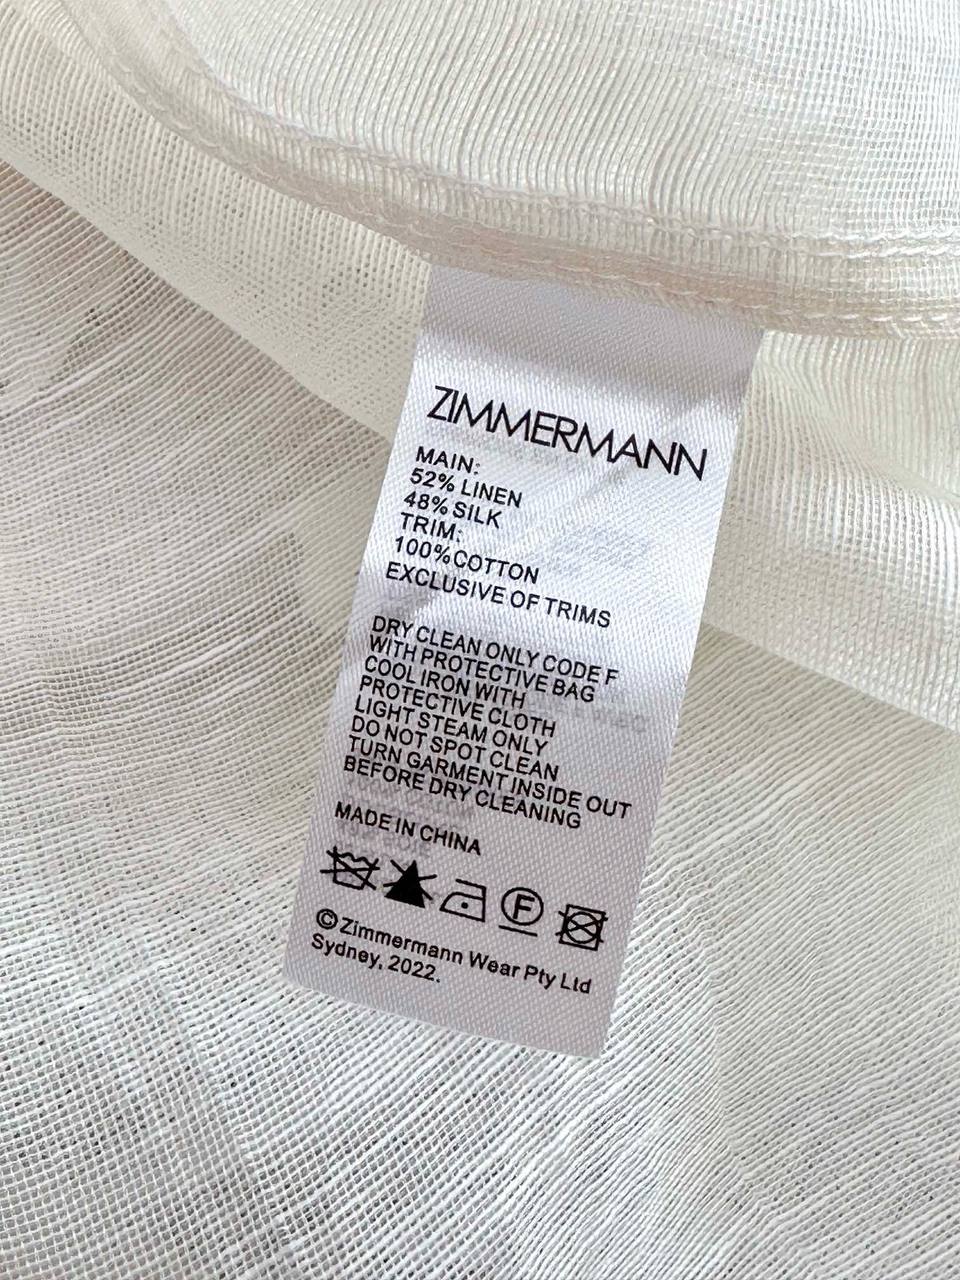 ZIMMERMANN
MAIN:
52% LINEN
48% SILK
TRIM:
100%COTTON
EXCLUSIVE OF TRIMS
DRY CLEAN ONLY CODE F
WITH PROTECTIVE BAG
COOL IRON WITH
PROTECTIVE CLOTH
LIGHT STEAM ONLY
DO NOT SPOT CLEAN
TURN GARMENT INSIDE OUT
BEFORE DRY CLEANING
MADE IN CHINA
F
©Zimmermann Wear Pty Ltd
Sydney, 2022.